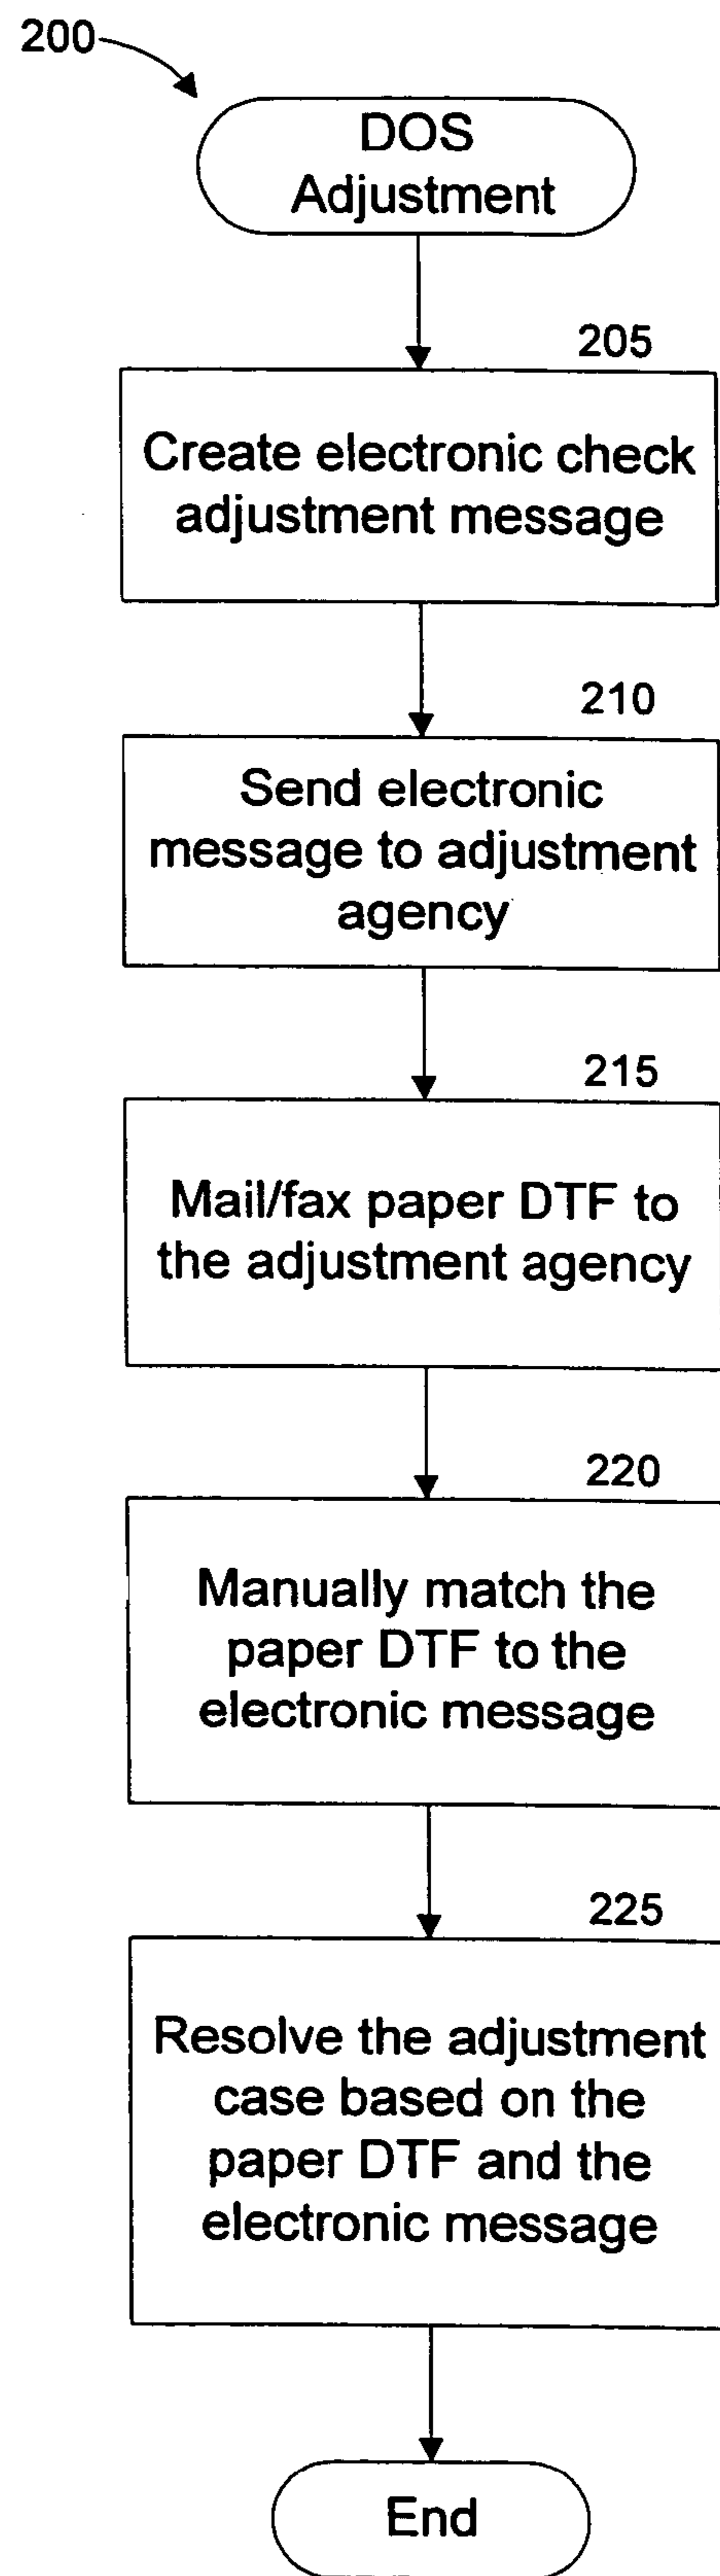 200
DOS
Adjustment
205
Create electronic check
adjustment message
210
Send electronic
message to adjustment
agency
215
Mail/fax paper DTF to
the adjustment agency
220
Manually match the
paper DTF to the
electronic message
225
Resolve the adjustment
case based on the
paper DTF and the
electronic message
End